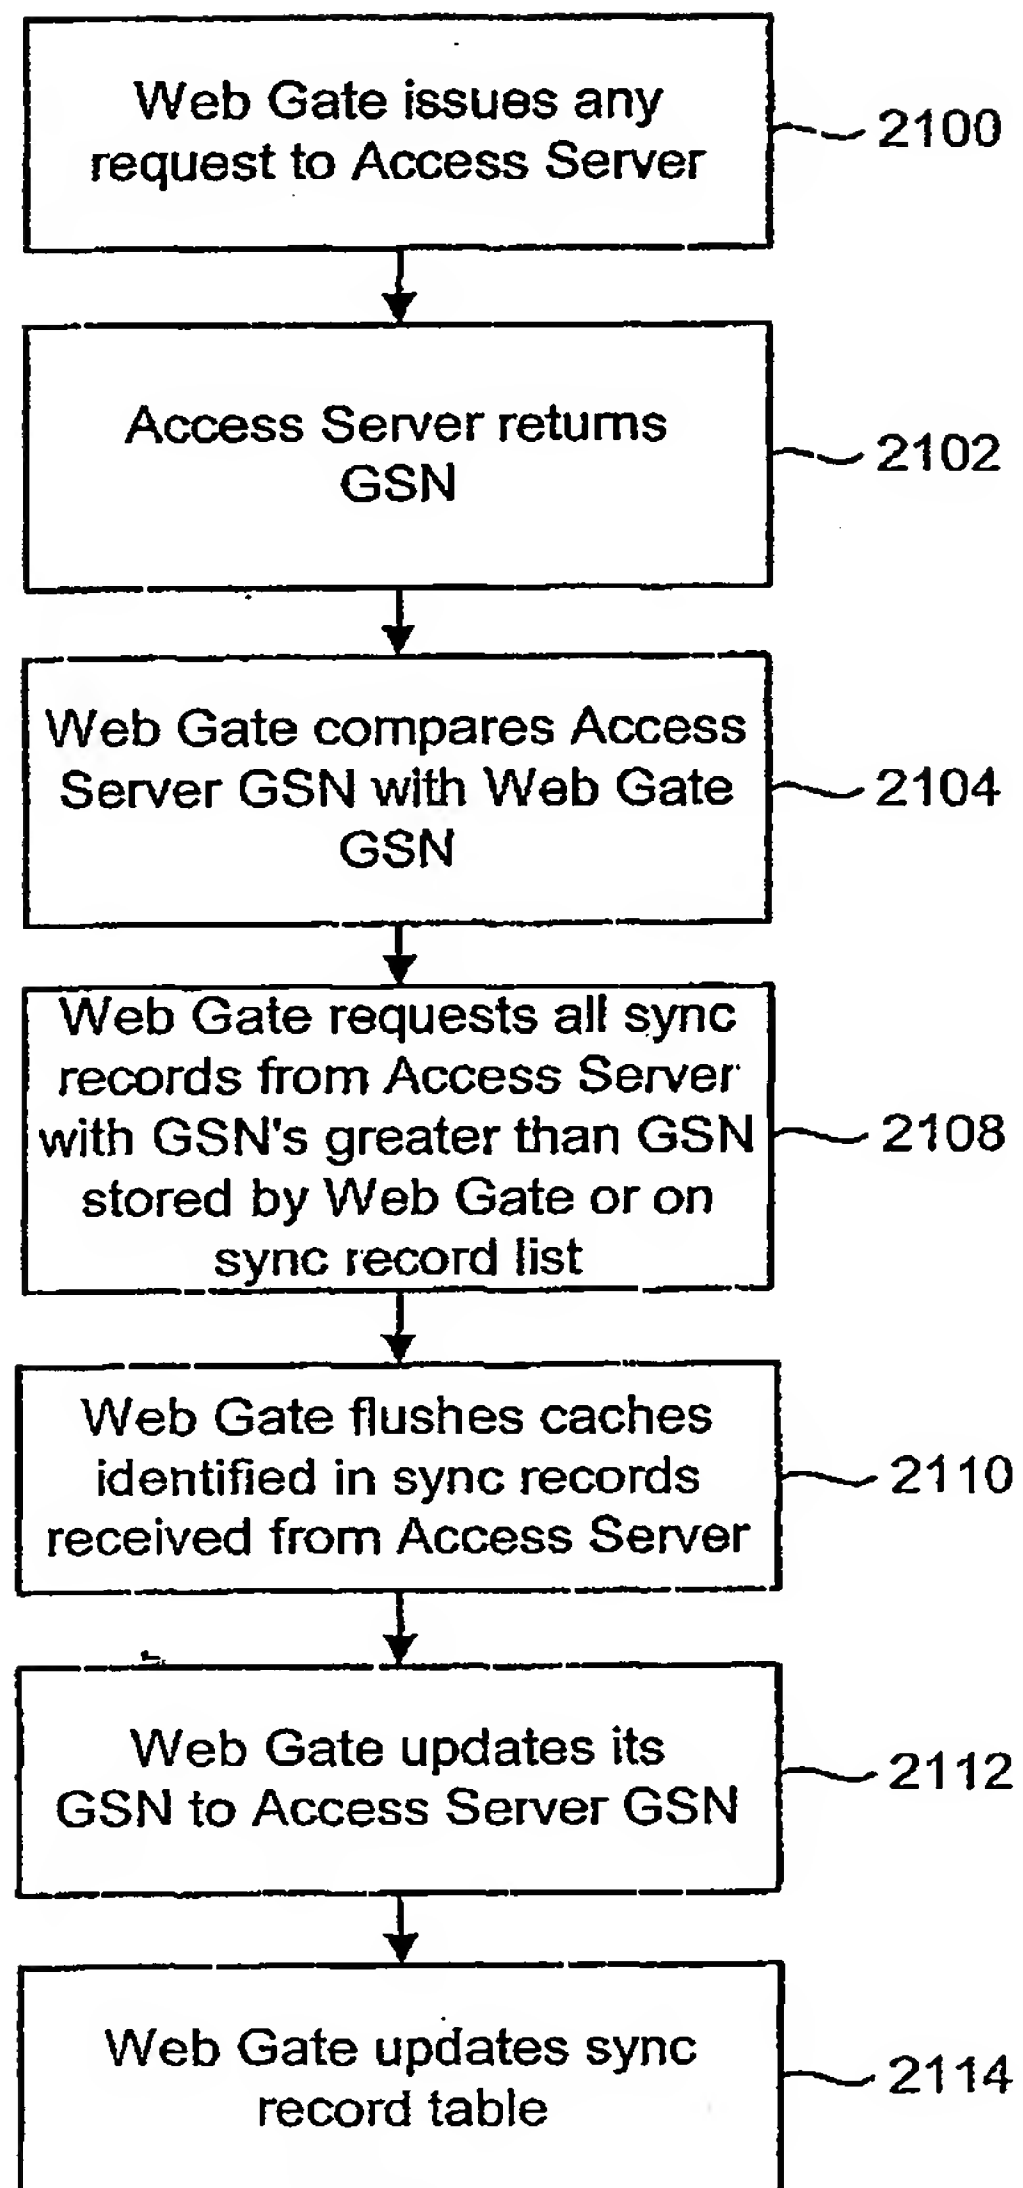 Web Gate issues any
request to Access Server
2100
Access Server returns
GSN
2102
Web Gate compares Access
Server GSN with Web Gate
GSN
2104
Web Gate requests all sync
records from Access Server
with GSN's greater than GSN
stored by Web Gate or on
sync record list
2108
Web Gate flushes caches
identified in sync records
received from Access Server
2110
Web Gate updates its
GSN to Access Server GSN
2112
Web Gate updates sync
record table
2114